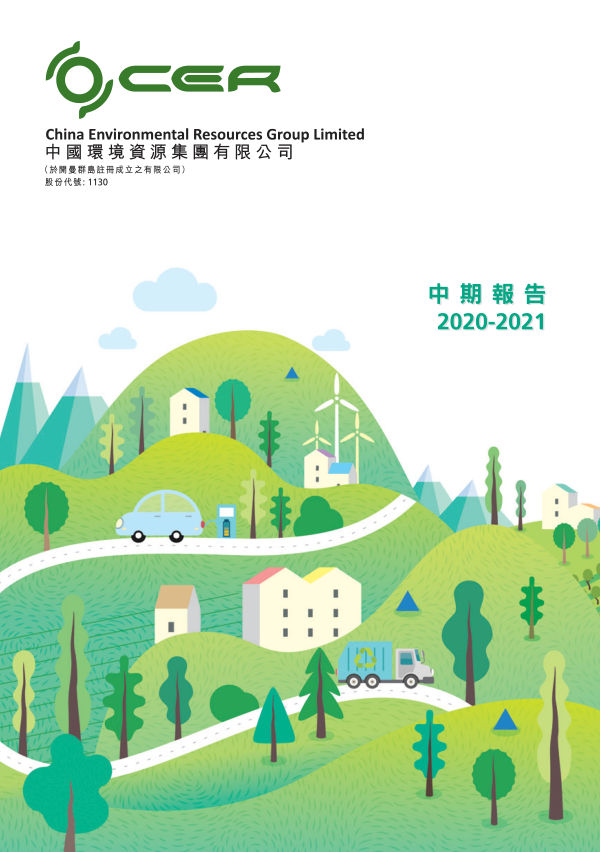 CER
China Environmental Resources Group Limited
中國環境資源集團有限公司
(於開曼群島註冊成立之有限公司)
股份代號: 1130
中期報告
2020-2021